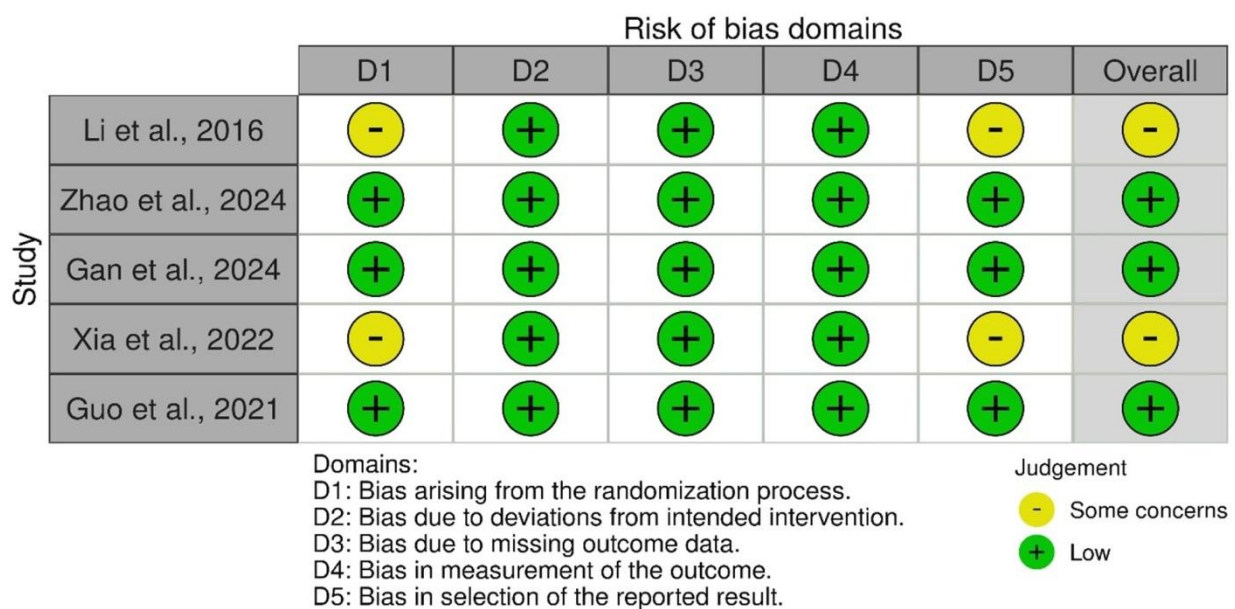 Risk of bias domains
D1 D2 D3 D4 D5 Overall
Study
Li et al., 2016 - + + + - -
Zhao et al., 2024 + + + + + +
Gan et al., 2024 + + + + + +
Xia et al., 2022 - + + + - -
Guo et al., 2021 + + + + + +
Domains:
D1: Bias arising from the randomization process.
D2: Bias due to deviations from intended intervention.
D3: Bias due to missing outcome data.
D4: Bias in measurement of the outcome.
D5: Bias in selection of the reported result.
Judgement
- Some concerns
+ Low